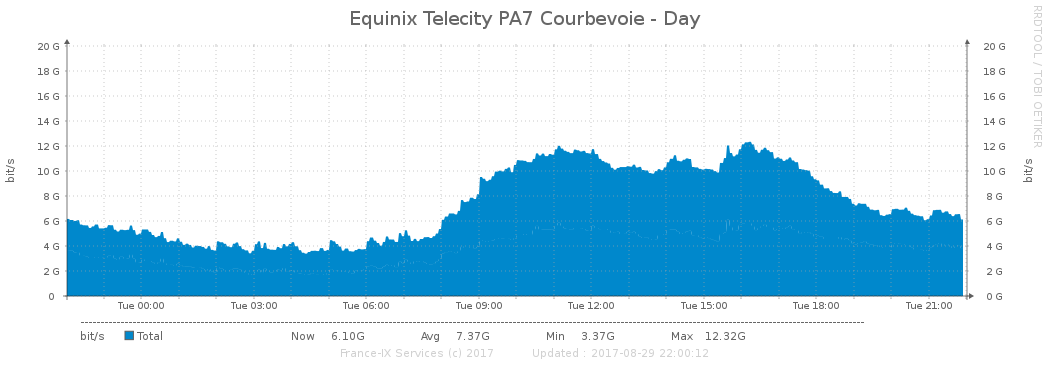 Equinix Telecity PA7 Courbevoie - Day
RRDTOOL / TOBI OETIKER
20 G 20 G
18 G 18 G
16 G 16 G
14 G 14 G
12 G 12 G
10 G 10 G
8 G 8 G
6 G 6 G
4 G 4 G
2 G 2 G
0 0 G
bit/s
bit/s
Tue 00:00 Tue 03:00 Tue 06:00 Tue 09:00 Tue 12:00 Tue 15:00 Tue 18:00 Tue 21:00
bit/s Total Now 6.10G Avg 7.37G Min 3.37G Max 12.32G
France-IX Services (c) 2017 Updated : 2017-08-29 22:00:12